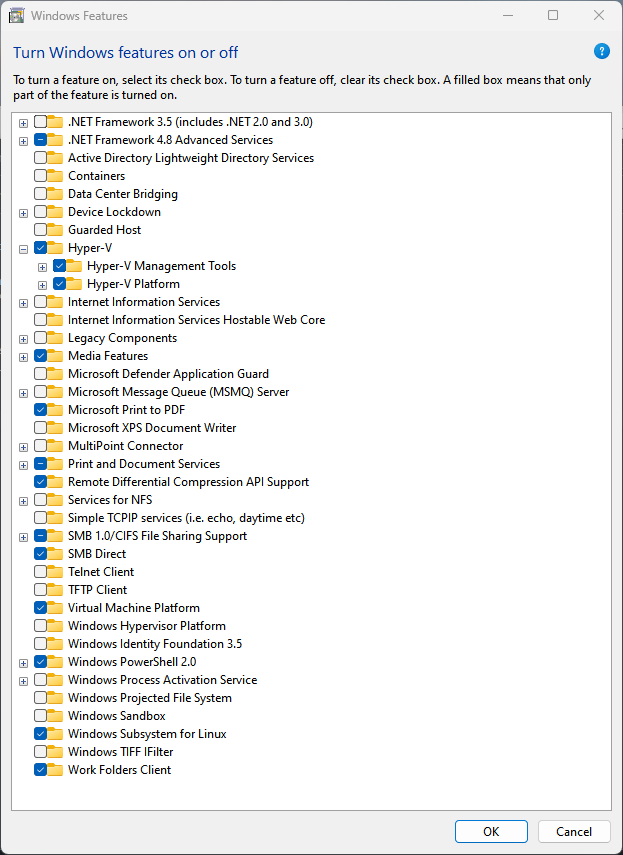 Windows Features
Turn Windows features on or off
To turn a feature on, select its check box. To turn a feature off, clear its check box. A filled box means that only
part of the feature is turned on.
.NET Framework 3.5 (includes .NET 2.0 and 3.0)
.NET Framework 4.8 Advanced Services
Active Directory Lightweight Directory Services
Containers
Data Center Bridging
Device Lockdown
Guarded Host
Hyper-V
Hyper-V Management Tools
Hyper-V Platform
Internet Information Services
Internet Information Services Hostable Web Core
Legacy Components
Media Features
Microsoft Defender Application Guard
Microsoft Message Queue (MSMQ) Server
Microsoft Print to PDF
Microsoft XPS Document Writer
MultiPoint Connector
Print and Document Services
Remote Differential Compression API Support
Services for NFS
Simple TCPIP services (i.e. echo, daytime etc)
SMB 1.0/CIFS File Sharing Support
SMB Direct
Telnet Client
TFTP Client
Virtual Machine Platform
Windows Hypervisor Platform
Windows Identity Foundation 3.5
Windows PowerShell 2.0
Windows Process Activation Service
Windows Projected File System
Windows Sandbox
Windows Subsystem for Linux
Windows TIFF IFilter
Work Folders Client
OK
Cancel